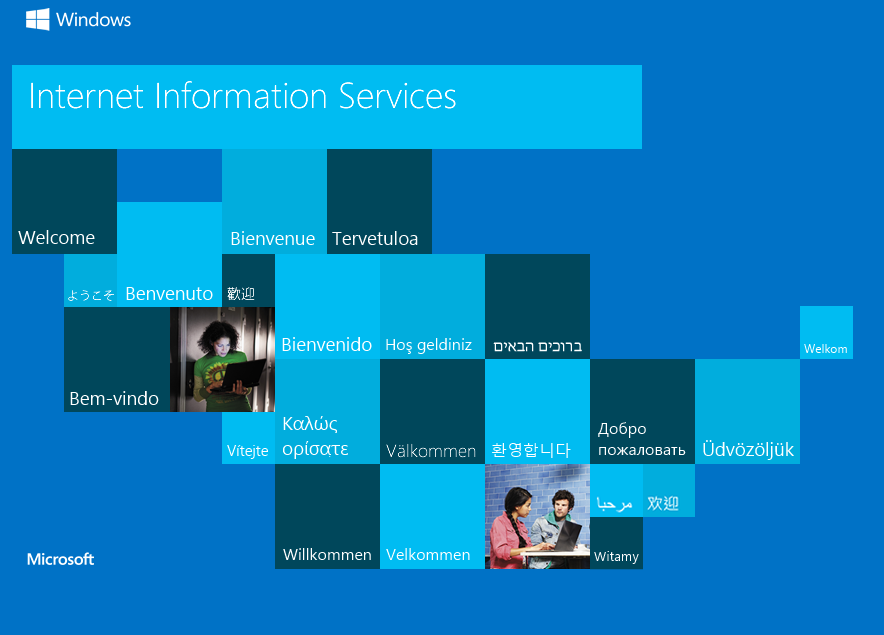 Windows
Internet Information Services
Welcome
Bienvenue
Tervetuloa
ようこそ
Benvenuto
歡迎
Bienvenido
Hoş geldiniz
ברוכים הבאים
Welkom
Bem-vindo
Vítejte
Καλώς
ορίσατε
Välkommen
환영합니다
Добро
пожаловать
Üdvözöljük
Willkommen
Velkommen
مرحبا
欢迎
Witamy
Microsoft